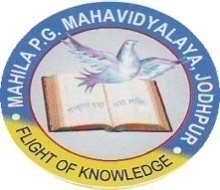 MAHILA P.G. MAHAVIDYALAYA, JODHPUR
FLIGHT OF KNOWLEDGE